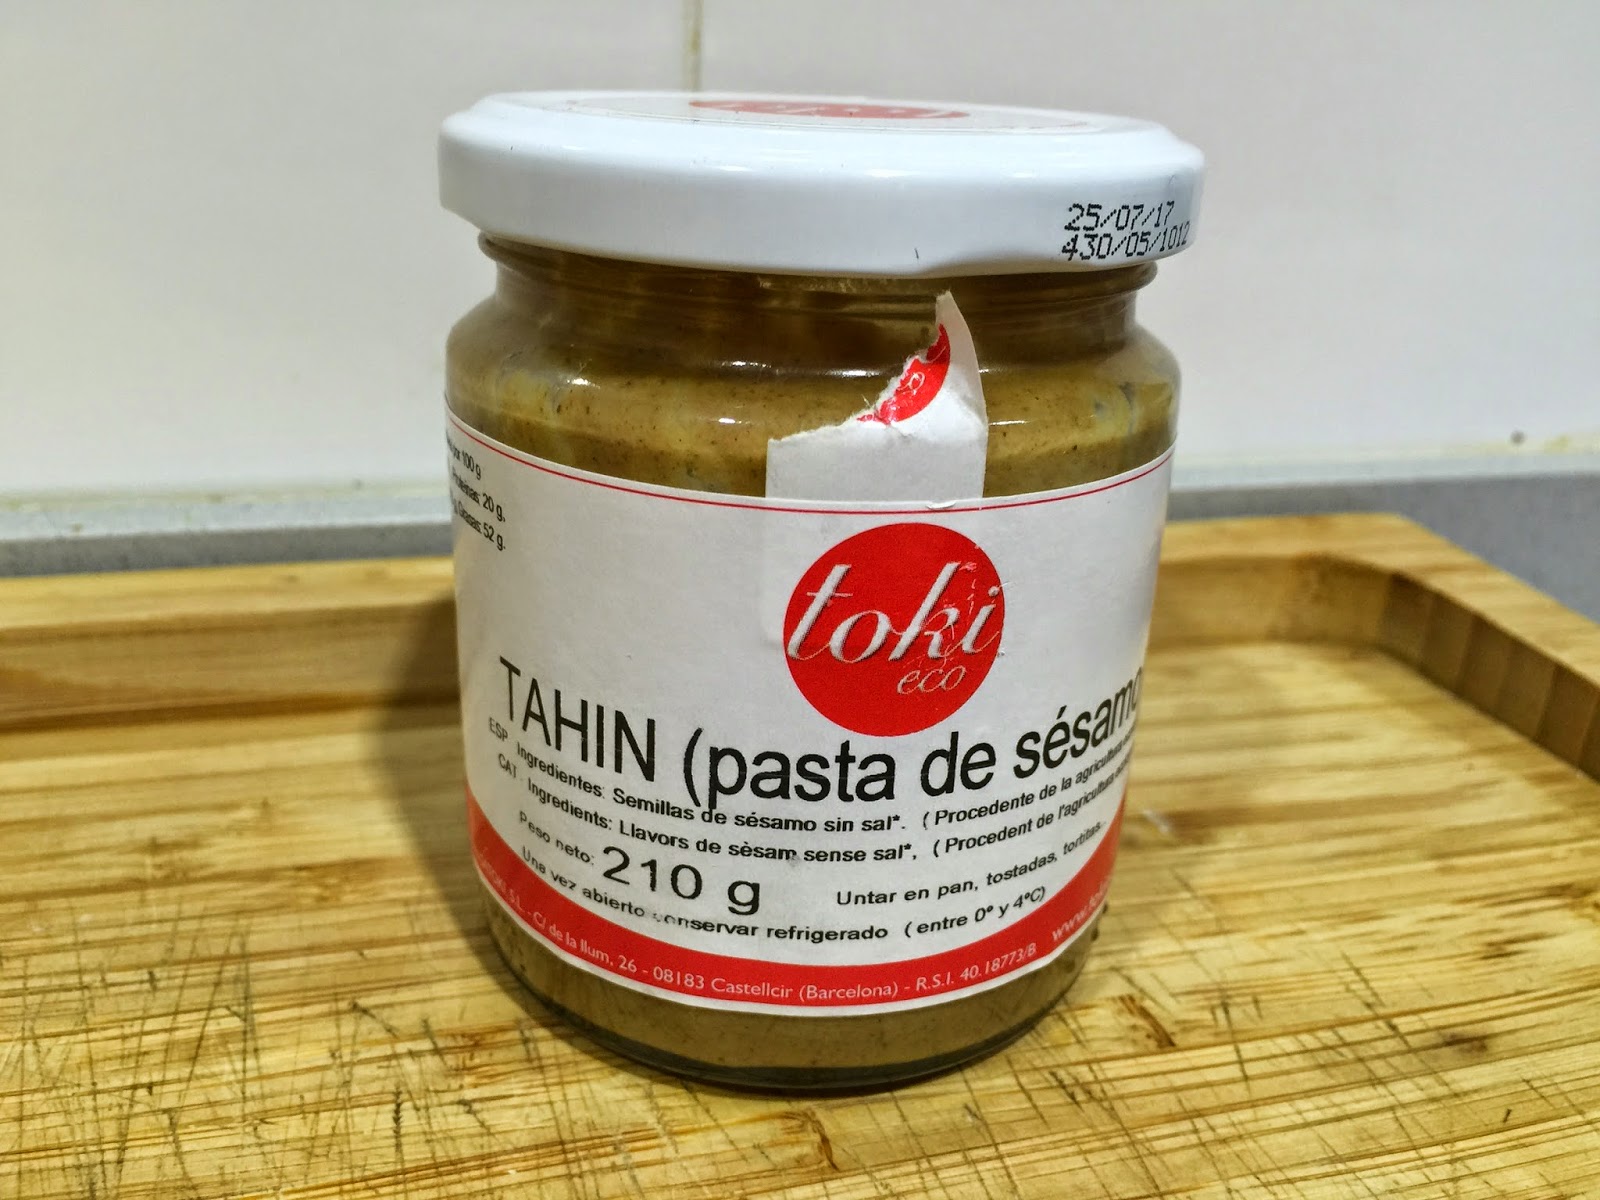 25/07/17
430/05/1012
por 100 g
Proteínas: 20 g,
Grasas: 52 g.
toki
eco
TAHIN (pasta de sésamo
ESP Ingredientes: Semillas de sésamo sin sal*. (Procedente de la agricultura
CAT Ingredients: Llavors de sèsam sense sal*, (Procedent de l'agricultura
Peso neto: 210 g Untar en pan, tostadas, tortitas..
Una vez abierto conservar refrigerado (entre 0º y 4ºC)
S.L. - C/ de la llum, 26 - 08183 Castellcir (Barcelona) - R.S.I. 40.18773/B